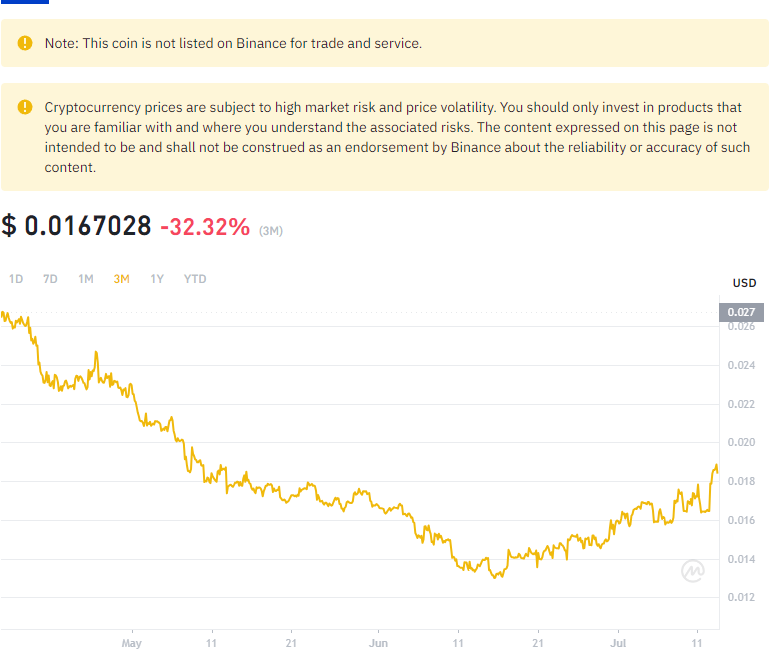 Note: This coin is not listed on Binance for trade and service.
Cryptocurrency prices are subject to high market risk and price volatility. You should only invest in products that
you are familiar with and where you understand the associated risks. The content expressed on this page is not
intended to be and shall not be construed as an endorsement by Binance about the reliability or accuracy of such
content.
$ 0.0167028 -32.32% (3M)
1D 7D 1M 3M 1Y YTD
USD
0.027
0.026
0.024
0.022
0.020
0.018
0.016
0.014
0.012
May 11 21 Jun 11 21 Jul 11